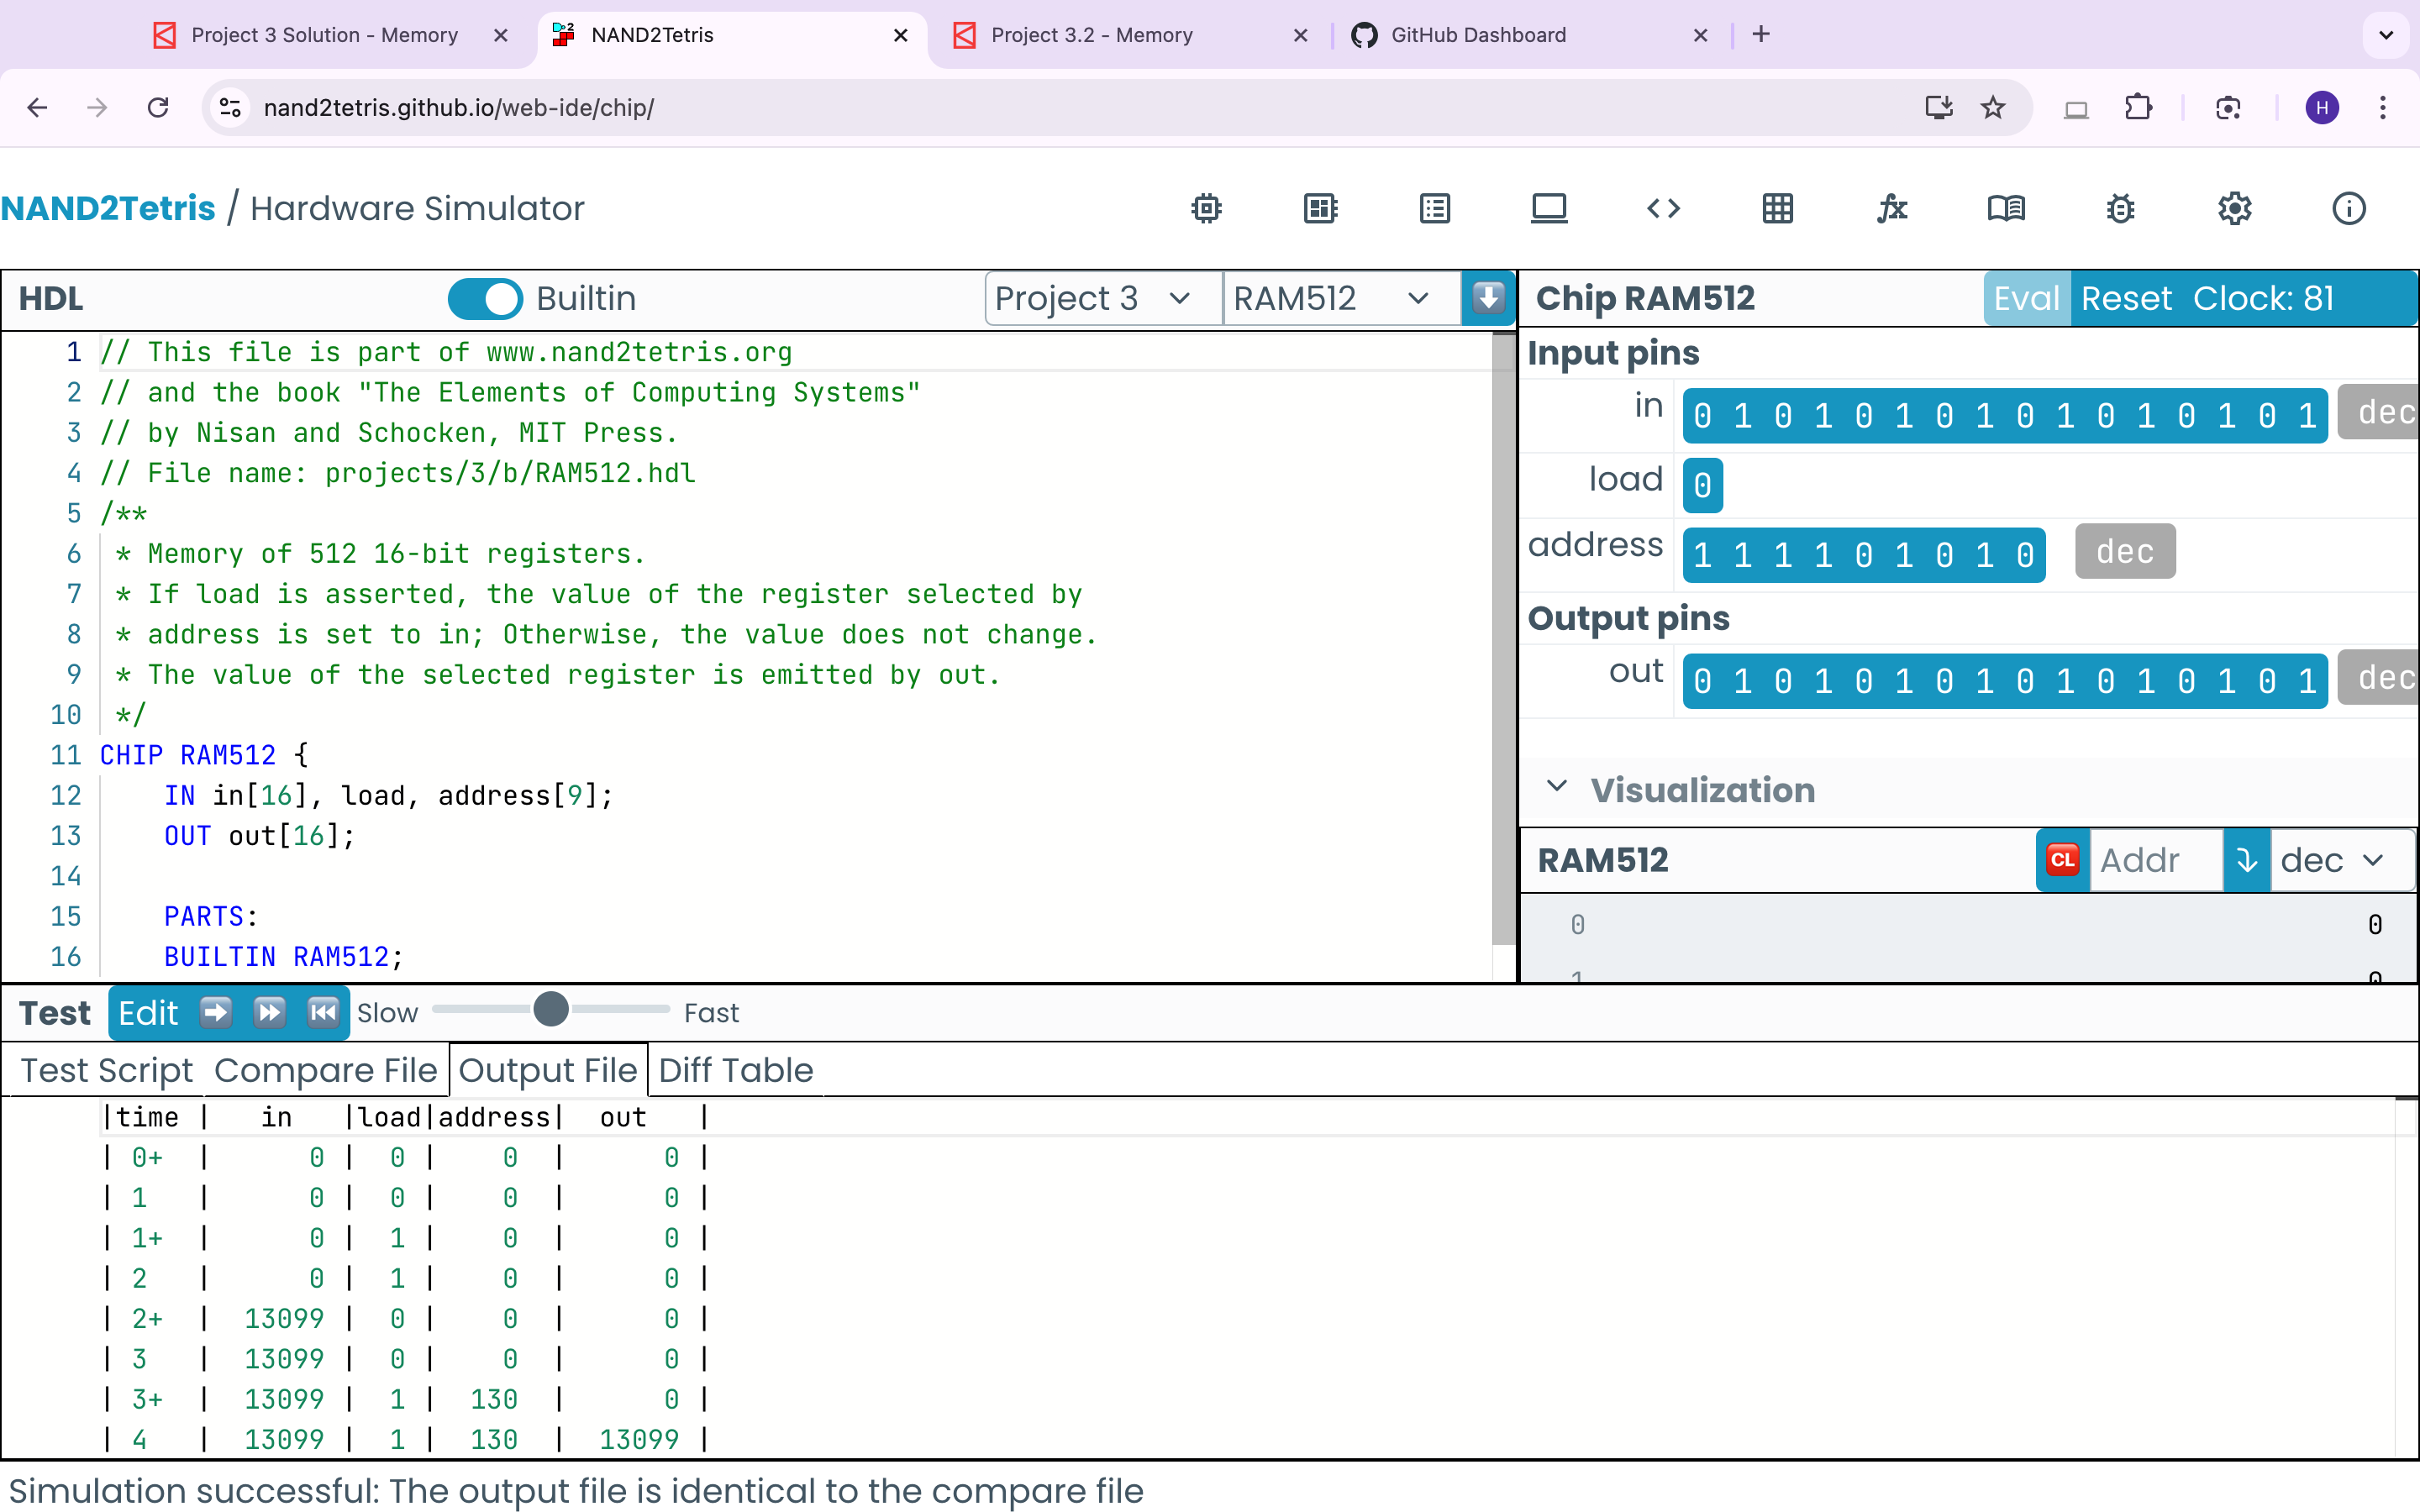 Project 3 Solution - Memory
NAND2Tetris
Project 3.2 - Memory
GitHub Dashboard
nand2tetris.github.io/web-ide/chip/
H
NAND2Tetris / Hardware Simulator
HDL
Builtin
Project 3
RAM512
Chip RAM512
Eval
Reset
Clock: 81
1 // This file is part of www.nand2tetris.org
2 // and the book "The Elements of Computing Systems"
3 // by Nisan and Schocken, MIT Press.
4 // File name: projects/3/b/RAM512.hdl
5 /**
6 * Memory of 512 16-bit registers.
7 * If load is asserted, the value of the register selected by
8 * address is set to in; Otherwise, the value does not change.
9 * The value of the selected register is emitted by out.
10 */
11 CHIP RAM512 {
12 IN in[16], load, address[9];
13 OUT out[16];
14
15 PARTS:
16 BUILTIN RAM512;
Input pins
in 0 1 0 1 0 1 0 1 0 1 0 1 0 1 0 1 dec
load 0
address 1 1 1 1 0 1 0 1 0 dec
Output pins
out 0 1 0 1 0 1 0 1 0 1 0 1 0 1 0 1 dec
Visualization
RAM512
CL
Addr
dec
0 0
1 0
Test
Edit
Slow
Fast
Test Script
Compare File
Output File
Diff Table
|time | in |load|address| out |
| 0+ | 0 | 0 | 0 | 0 |
| 1 | 0 | 0 | 0 | 0 |
| 1+ | 0 | 1 | 0 | 0 |
| 2 | 0 | 1 | 0 | 0 |
| 2+ | 13099 | 0 | 0 | 0 |
| 3 | 13099 | 0 | 0 | 0 |
| 3+ | 13099 | 1 | 130 | 0 |
| 4 | 13099 | 1 | 130 | 13099 |
Simulation successful: The output file is identical to the compare file